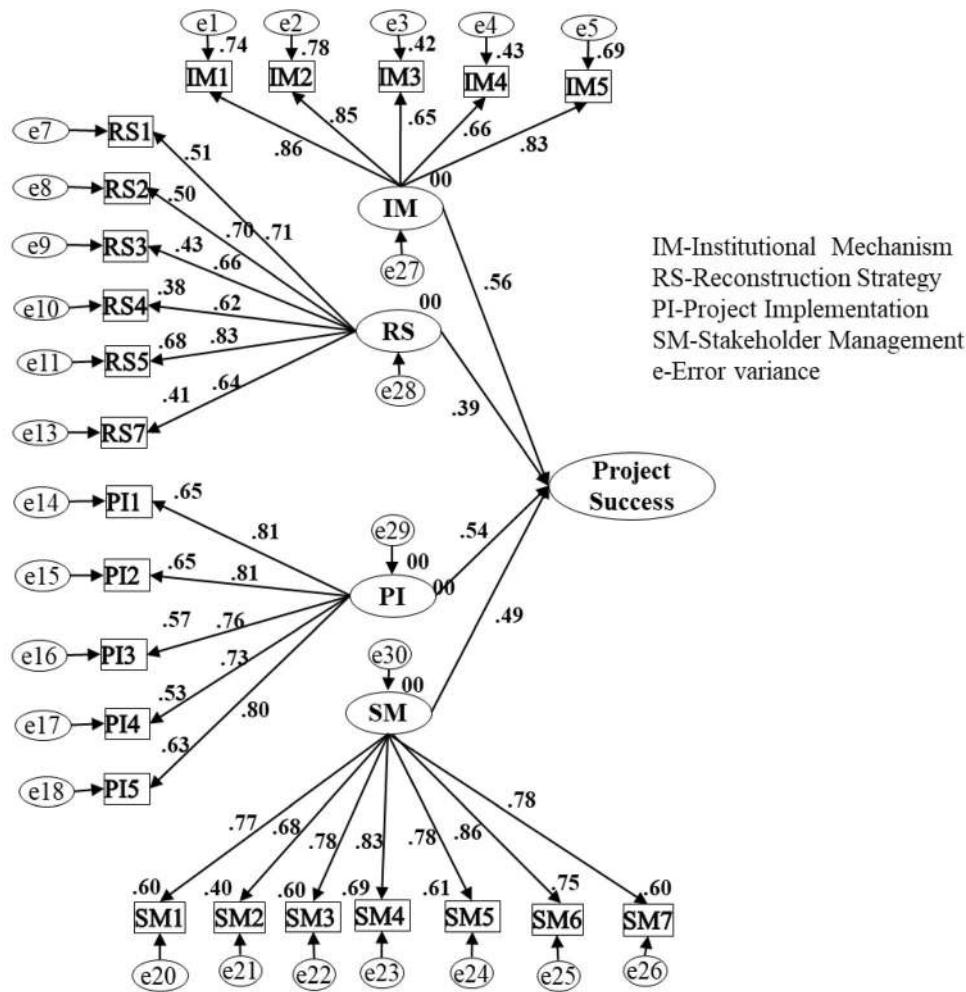 e1 e2 e3 e4 e5
.74 .78 .42 .43 .69
IM1 IM2 IM3 IM4 IM5
.86 .85 .65 .66 .83
00
IM
e27
.56
e7 RS1 .51
e8 RS2 .50
e9 RS3 .43
e10 RS4 .38
e11 RS5 .68
e13 RS7 .41
.71
.70
.66
.62
.83
.64
00
RS
e28
.39
IM-Institutional Mechanism
RS-Reconstruction Strategy
PI-Project Implementation
SM-Stakeholder Management
e-Error variance
Project
Success
e14 PI1 .65
e15 PI2 .65
e16 PI3 .57
e17 PI4 .53
e18 PI5 .63
.81
.81
.76
.73
.80
e29
00
00
PI
.54
e30
00
SM
.49
.77 .68 .78 .83 .78 .86 .78
.60 .40 .60 .69 .61 .75 .60
SM1 SM2 SM3 SM4 SM5 SM6 SM7
e20 e21 e22 e23 e24 e25 e26